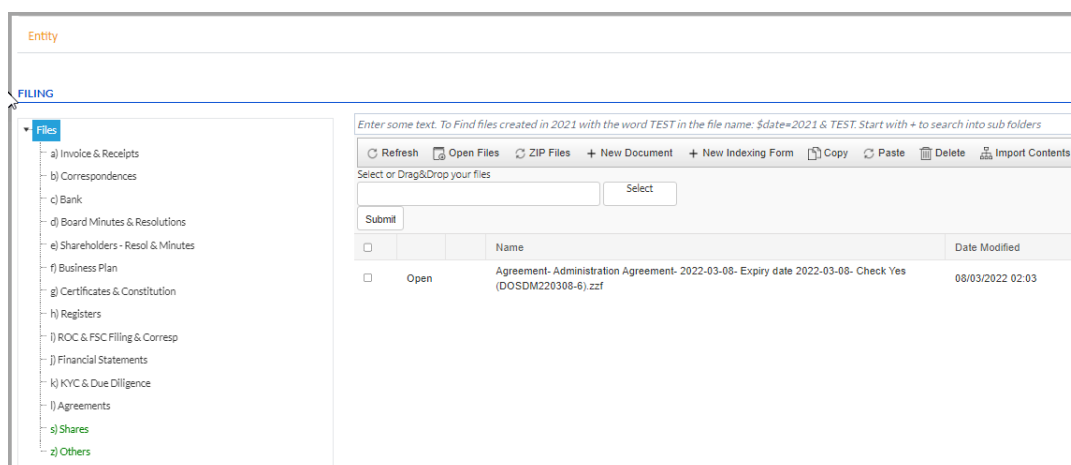 Entity
FILING
Files
a) Invoice & Receipts
b) Correspondences
c) Bank
d) Board Minutes & Resolutions
e) Shareholders - Resol & Minutes
f) Business Plan
g) Certificates & Constitution
h) Registers
i) ROC & FSC Filing & Corresp
j) Financial Statements
k) KYC & Due Diligence
l) Agreements
s) Shares
z) Others
Enter some text. To Find files created in 2021 with the word TEST in the file name: $date=2021 & TEST. Start with + to search into sub folders
Refresh Open Files ZIP Files + New Document + New Indexing Form Copy Paste Delete Import Contents
Select or Drag&Drop your files
Select
Submit
Name Date Modified
Open Agreement- Administration Agreement- 2022-03-08- Expiry date 2022-03-08- Check Yes 08/03/2022 02:03
(DOSDM220308-6).zzf